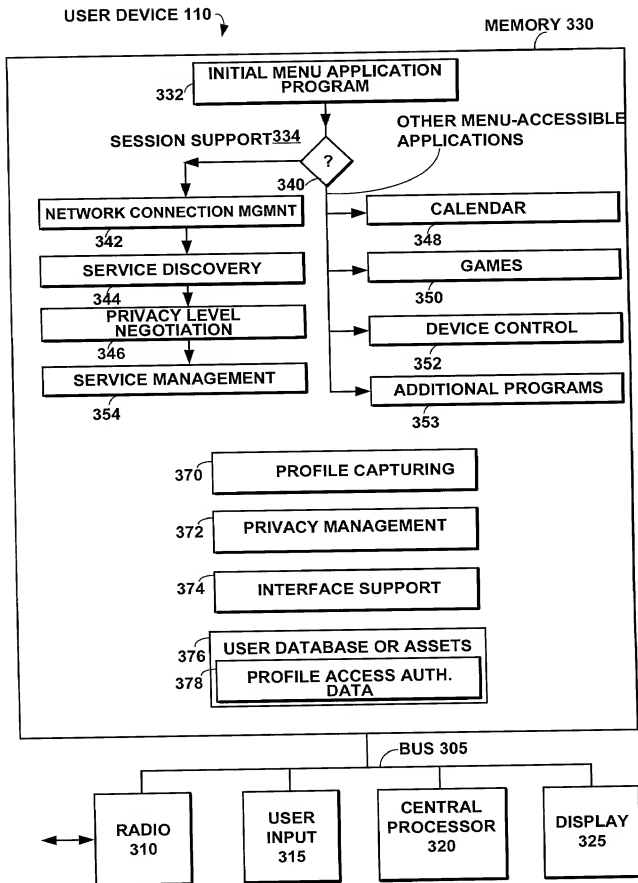 USER DEVICE 110
MEMORY 330
INITIAL MENU APPLICATION
PROGRAM
332
OTHER MENU-ACCESSIBLE
APPLICATIONS
SESSION SUPPORT 334
?
340
NETWORK CONNECTION MGMNT
342
CALENDAR
348
SERVICE DISCOVERY
344
GAMES
350
PRIVACY LEVEL
NEGOTIATION
346
DEVICE CONTROL
352
SERVICE MANAGEMENT
354
ADDITIONAL PROGRAMS
353
370
PROFILE CAPTURING
372
PRIVACY MANAGEMENT
374
INTERFACE SUPPORT
376
USER DATABASE OR ASSETS
378
PROFILE ACCESS AUTH.
DATA
BUS 305
RADIO
310
USER
INPUT
315
CENTRAL
PROCESSOR
320
DISPLAY
325